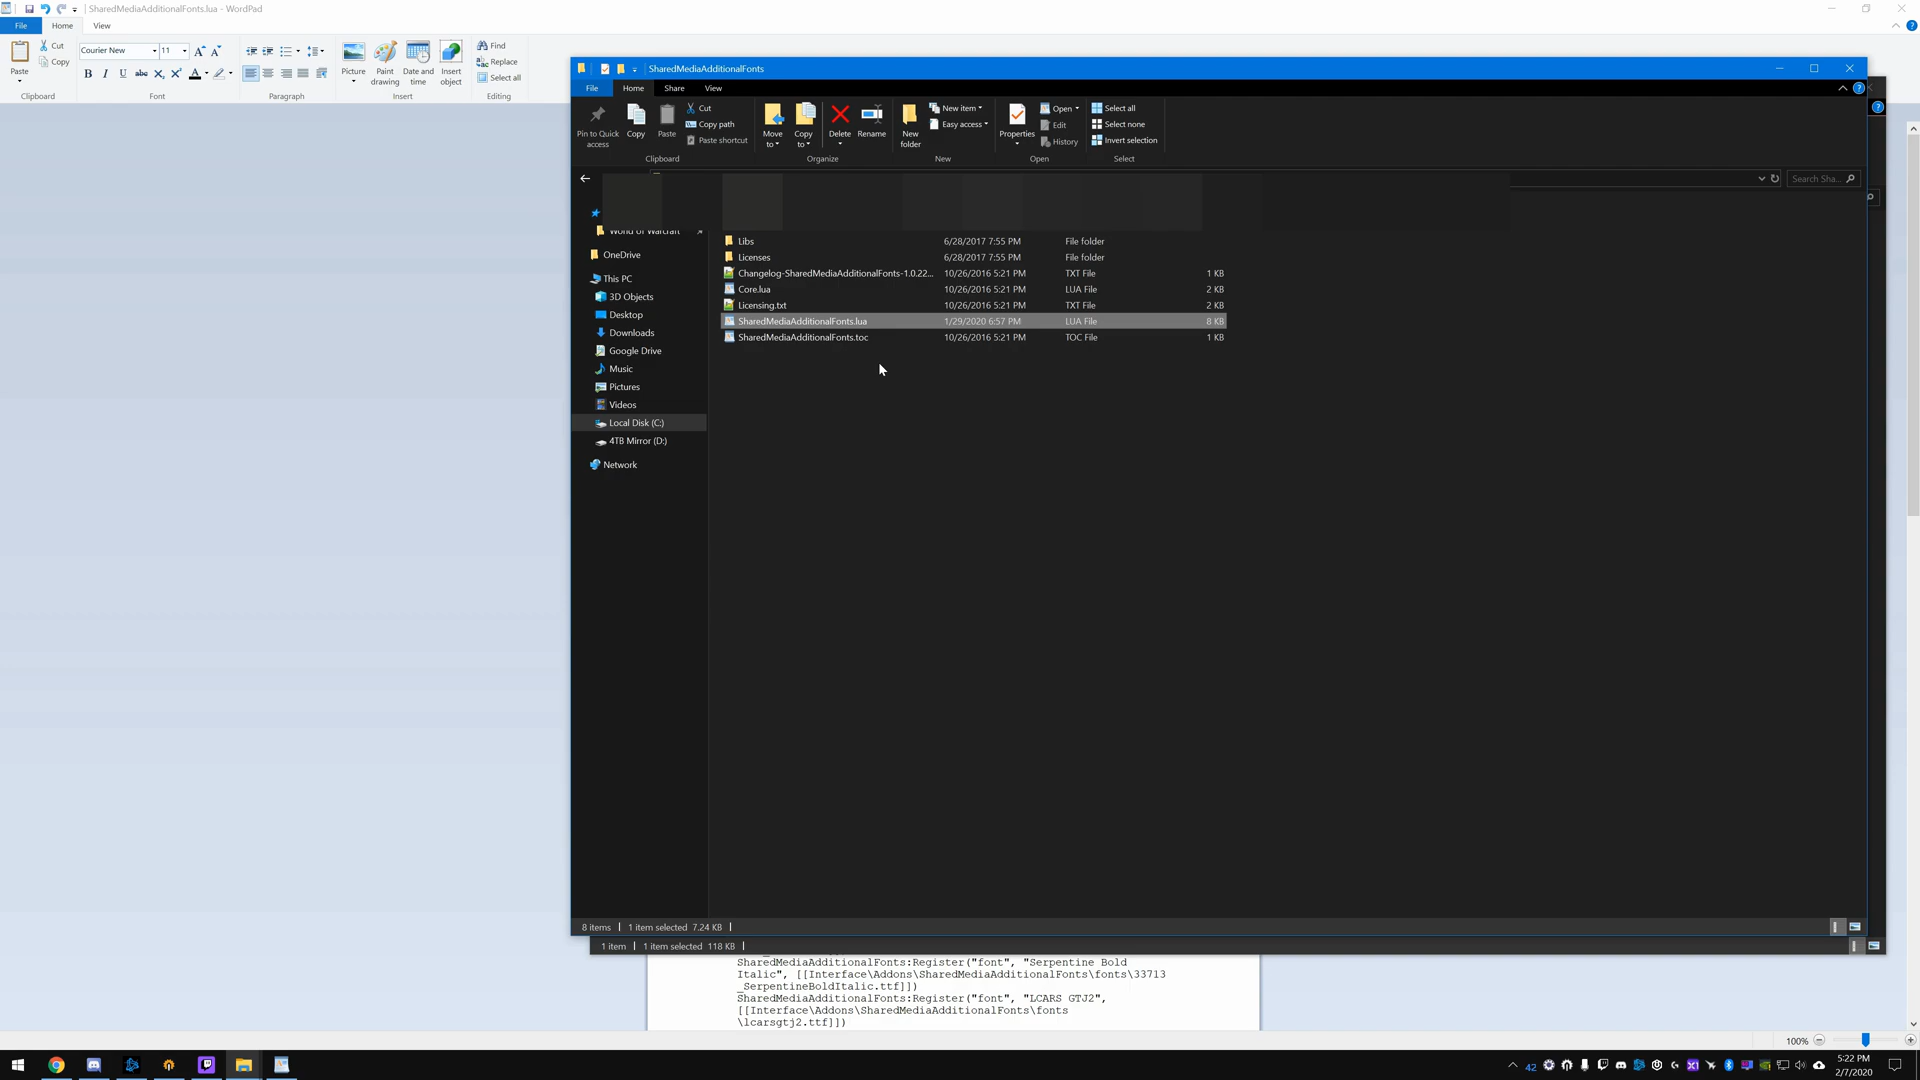 SharedMediaAdditionalFonts.lua - WordPad
File
Home
View
Paste
Cut
Copy
Courier New
11
Picture
Paint drawing
Date and time
Insert object
Find
Replace
Select all
Clipboard
Font
Paragraph
Insert
Editing
SharedMediaAdditionalFonts
File
Home
Share
View
Pin to Quick access
Copy
Paste
Cut
Copy path
Paste shortcut
Move to
Copy to
Delete
Rename
New folder
New item
Easy access
Properties
Open
Edit
History
Select all
Select none
Invert selection
Clipboard
Organize
New
Open
Select
Search Sha...
World of Warcraft
OneDrive
This PC
3D Objects
Desktop
Downloads
Google Drive
Music
Pictures
Videos
Local Disk (C:)
4TB Mirror (D:)
Network
Libs 6/28/2017 7:55 PM File folder
Licenses 6/28/2017 7:55 PM File folder
Changelog-SharedMediaAdditionalFonts-1.0.22... 10/26/2016 5:21 PM TXT File 1 KB
Core.lua 10/26/2016 5:21 PM LUA File 2 KB
Licensing.txt 10/26/2016 5:21 PM TXT File 2 KB
SharedMediaAdditionalFonts.lua 1/29/2020 6:57 PM LUA File 8 KB
SharedMediaAdditionalFonts.toc 10/26/2016 5:21 PM TOC File 1 KB
8 items 1 item selected 7.24 KB
1 item 1 item selected 118 KB
SharedMediaAdditionalFonts:Register("font", "Serpentine Bold
Italic", [[Interface\Addons\SharedMediaAdditionalFonts\fonts\33713
_SerpentineBoldItalic.ttf]])
SharedMediaAdditionalFonts:Register("font", "LCARS GTJ2",
[[Interface\Addons\SharedMediaAdditionalFonts\fonts
\lcarsgtj2.ttf]])
100%
42
5:22 PM
2/7/2020